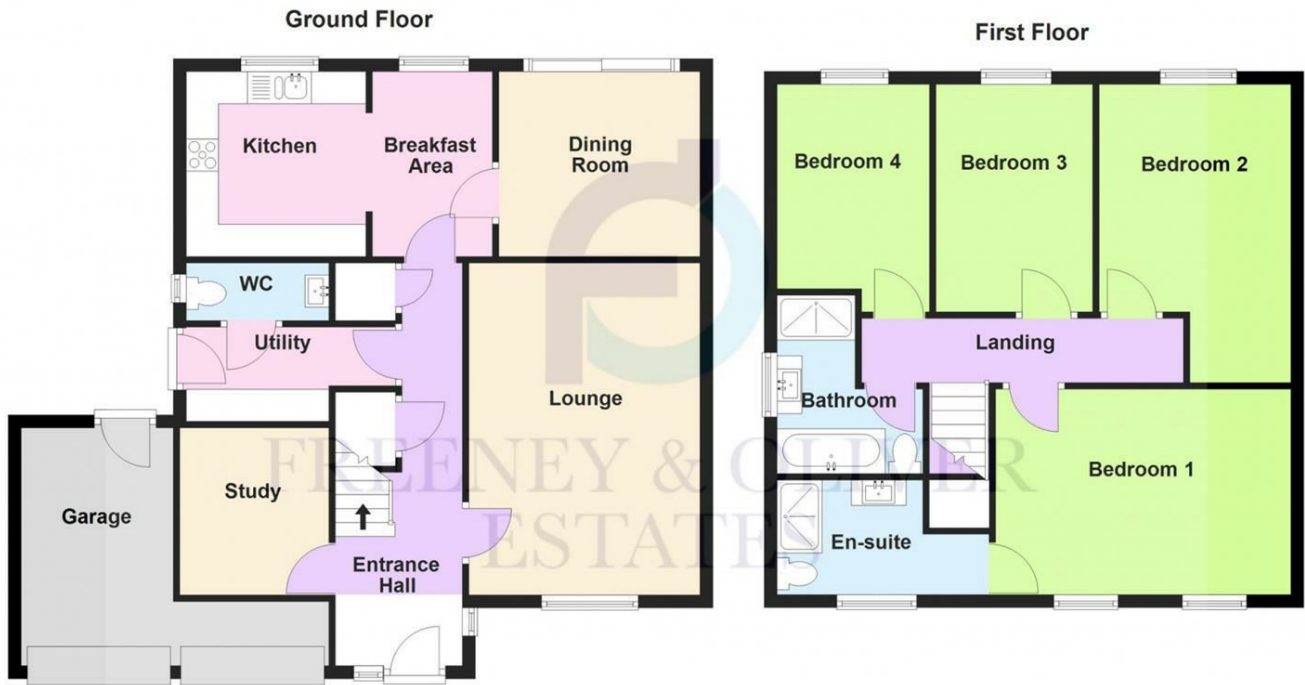 Ground Floor
First Floor
Kitchen
Breakfast
Area
Dining
Room
WC
Utility
Lounge
Study
Garage
Entrance
Hall
Bedroom 4
Bedroom 3
Bedroom 2
Landing
Bathroom
Bedroom 1
En-suite
FREENEY & OLIVER
ESTATES